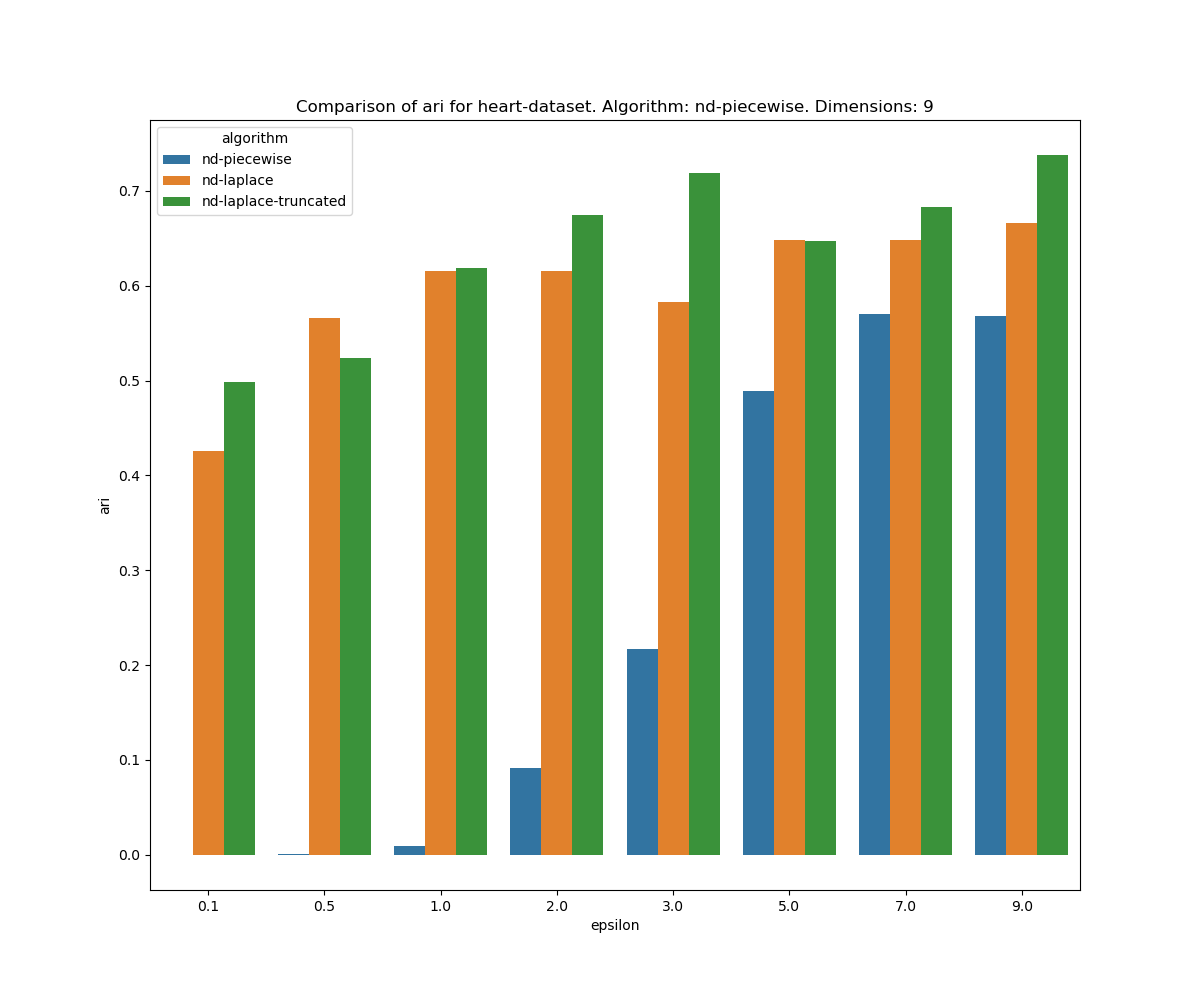 Comparison of ari for heart-dataset. Algorithm: nd-piecewise. Dimensions: 9
algorithm
nd-piecewise
nd-laplace
nd-laplace-truncated
0.7
0.6
0.5
0.4
0.3
0.2
0.1
0.0
ari
0.1 0.5 1.0 2.0 3.0 5.0 7.0 9.0
epsilon